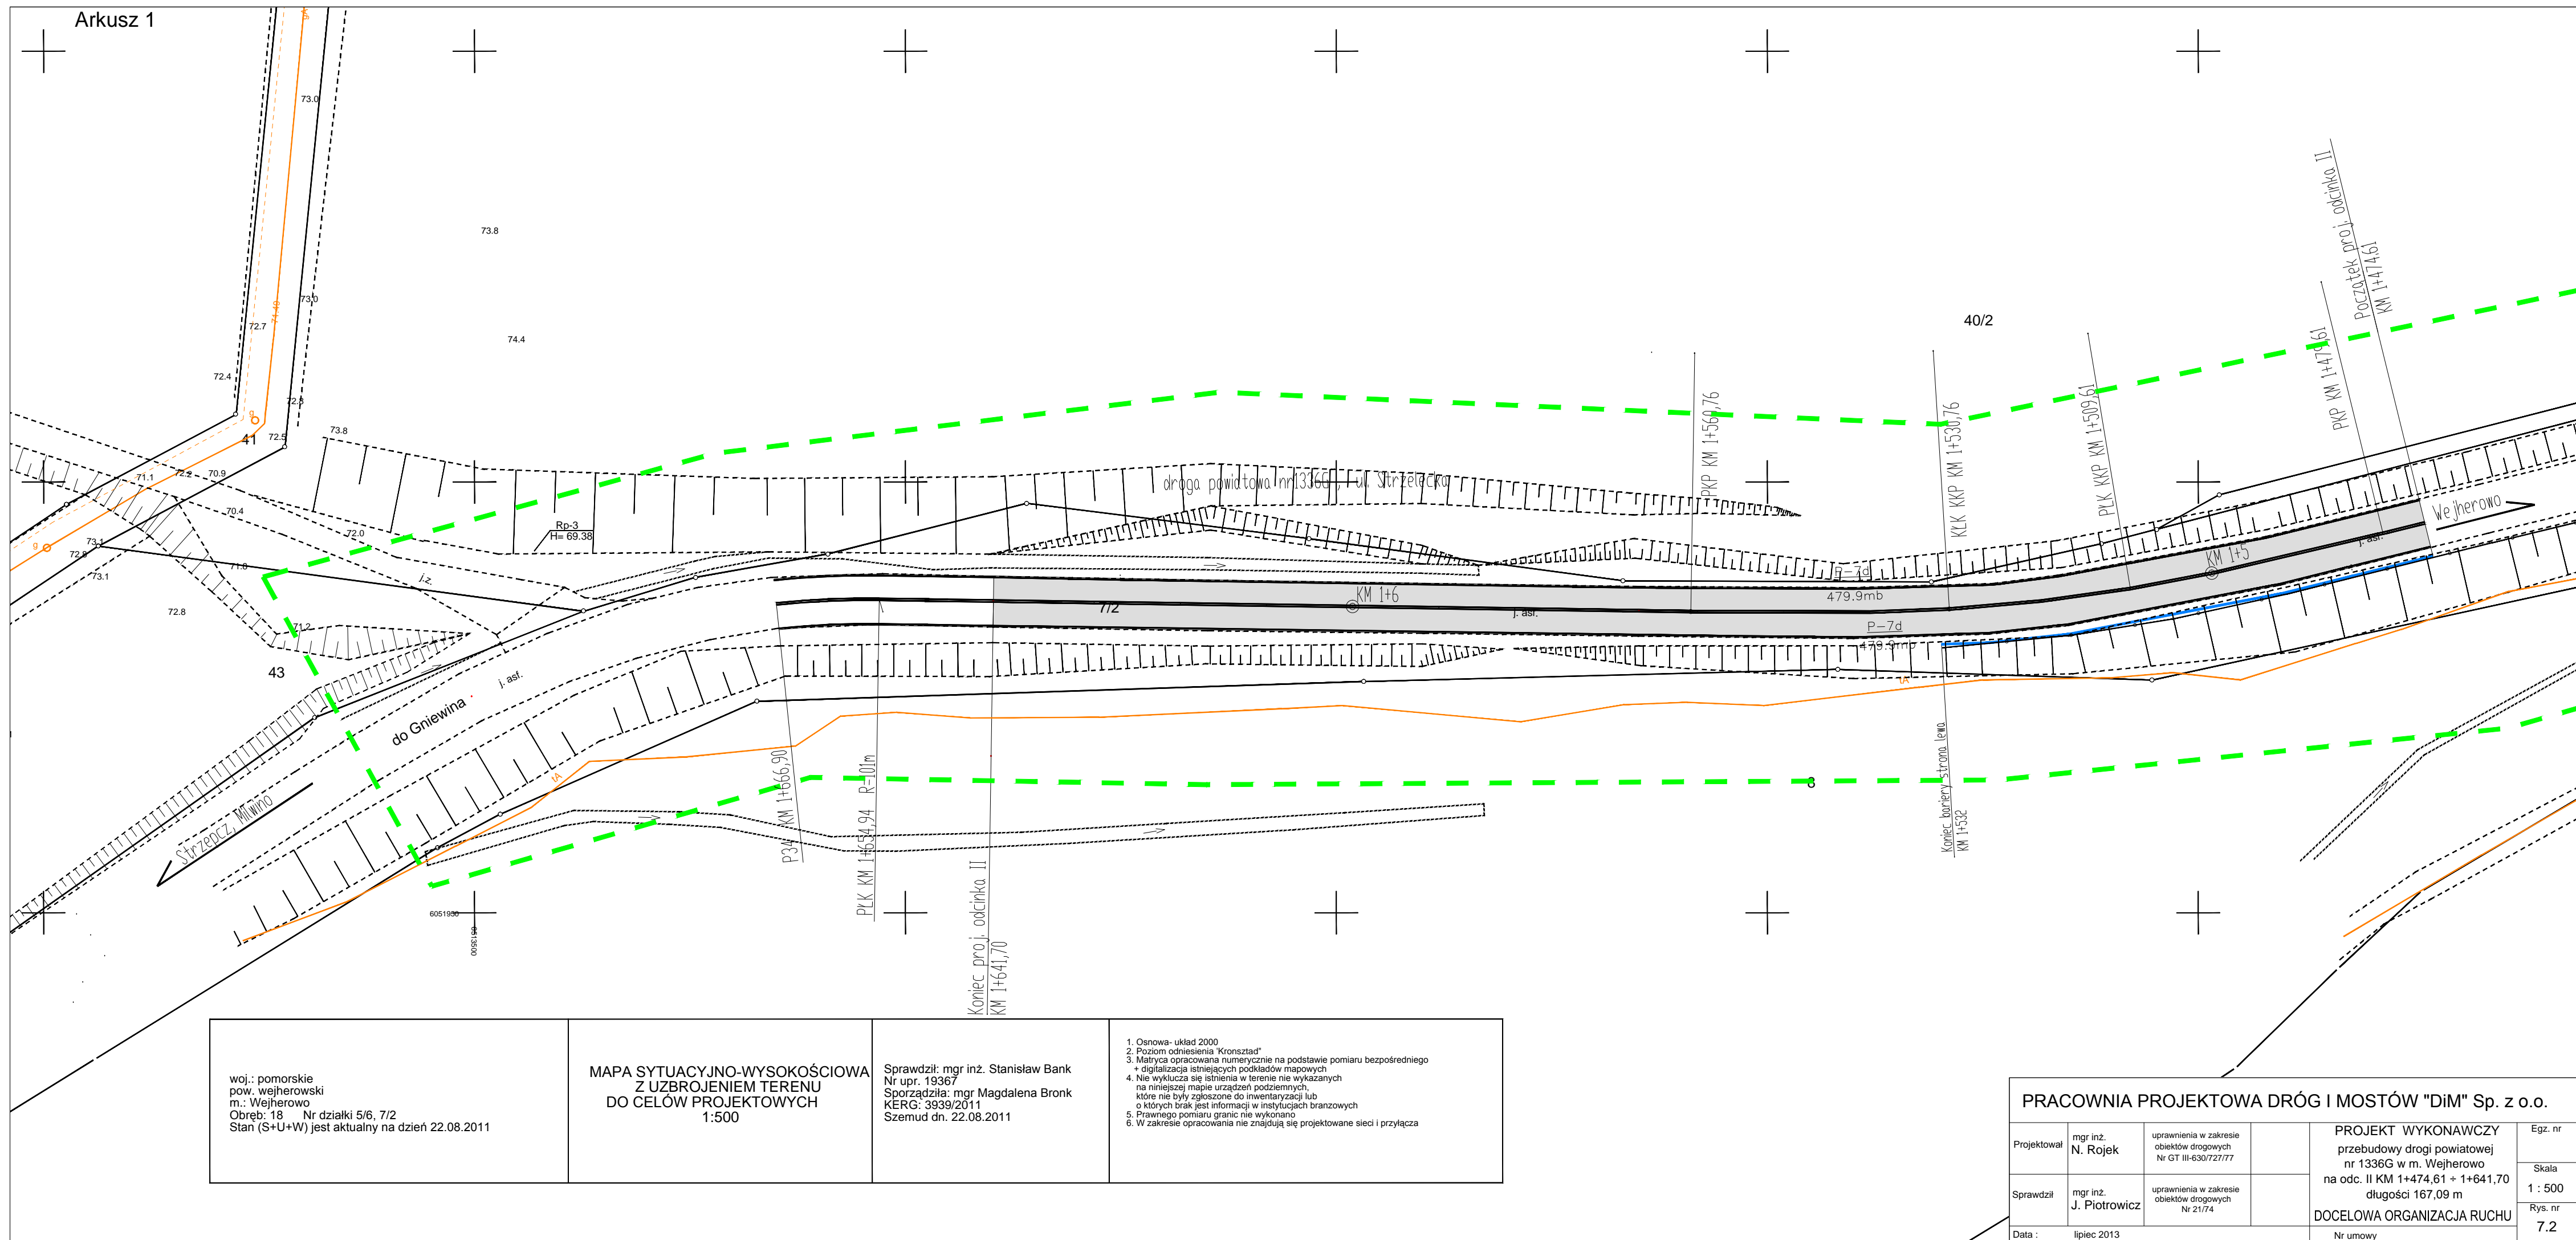 Arkusz 1
73.0
73.8
73.0
71.40
72.7
74.4
72.4
72.8
g
41
72.5
73.8
71.1
72.2
70.9
70.4
72.0
73.1
72.8
g
73.1
71.0
72.8
71.2
43
j.z.
Rp-3
H= 69.38
droga powiatowa nr1336G , ul. Strzelecka
40/2
PKP KM 1+560,76
KŁK KKP KM 1+530,76
PŁK KKP KM 1+509,61
PKP KM 1+479,61
Początek proj. odcinka II
KM 1+474,61
Wejherowo
j. asf.
KM 1+5
P-7d
479.9mb
P-7d
479.9mb
KM 1+6
7/2
j. asf.
j. asf.
do Gniewina
Strzepcz, Milwino
tA
tA
8
P34 KM 1+666,90
PŁK KM 1+654,94 R-101m
Koniec proj. odcinka II
KM 1+641,70
Koniec bariery strona lewa
KM 1+532
6051950
6513500
woj.: pomorskie
pow. wejherowski
m.: Wejherowo
Obręb: 18 Nr działki 5/6, 7/2
Stan (S+U+W) jest aktualny na dzień 22.08.2011
MAPA SYTUACYJNO-WYSOKOŚCIOWA
Z UZBROJENIEM TERENU
DO CELÓW PROJEKTOWYCH
1:500
Sprawdził: mgr inż. Stanisław Bank
Nr upr. 19367
Sporządziła: mgr Magdalena Bronk
KERG: 3939/2011
Szemud dn. 22.08.2011
1. Osnowa- układ 2000
2. Poziom odniesienia 'Kronsztad"
3. Matryca opracowana numerycznie na podstawie pomiaru bezpośredniego
+ digitalizacja istniejących podkładów mapowych
4. Nie wyklucza się istnienia w terenie nie wykazanych
na niniejszej mapie urządzeń podziemnych,
które nie były zgłoszone do inwentaryzacji lub
o których brak jest informacji w instytucjach branzowych
5. Prawnego pomiaru granic nie wykonano
6. W zakresie opracowania nie znajdują się projektowane sieci i przyłącza
PRACOWNIA PROJEKTOWA DRÓG I MOSTÓW "DiM" Sp. z o.o.
Projektował
mgr inż.
N. Rojek
uprawnienia w zakresie
obiektów drogowych
Nr GT III-630/727/77
Sprawdził
mgr inż.
J. Piotrowicz
uprawnienia w zakresie
obiektów drogowych
Nr 21/74
Data : lipiec 2013
PROJEKT WYKONAWCZY
przebudowy drogi powiatowej
nr 1336G w m. Wejherowo
na odc. II KM 1+474,61 ÷ 1+641,70
długości 167,09 m
DOCELOWA ORGANIZACJA RUCHU
Nr umowy
Egz. nr
Skala
1 : 500
Rys. nr
7.2